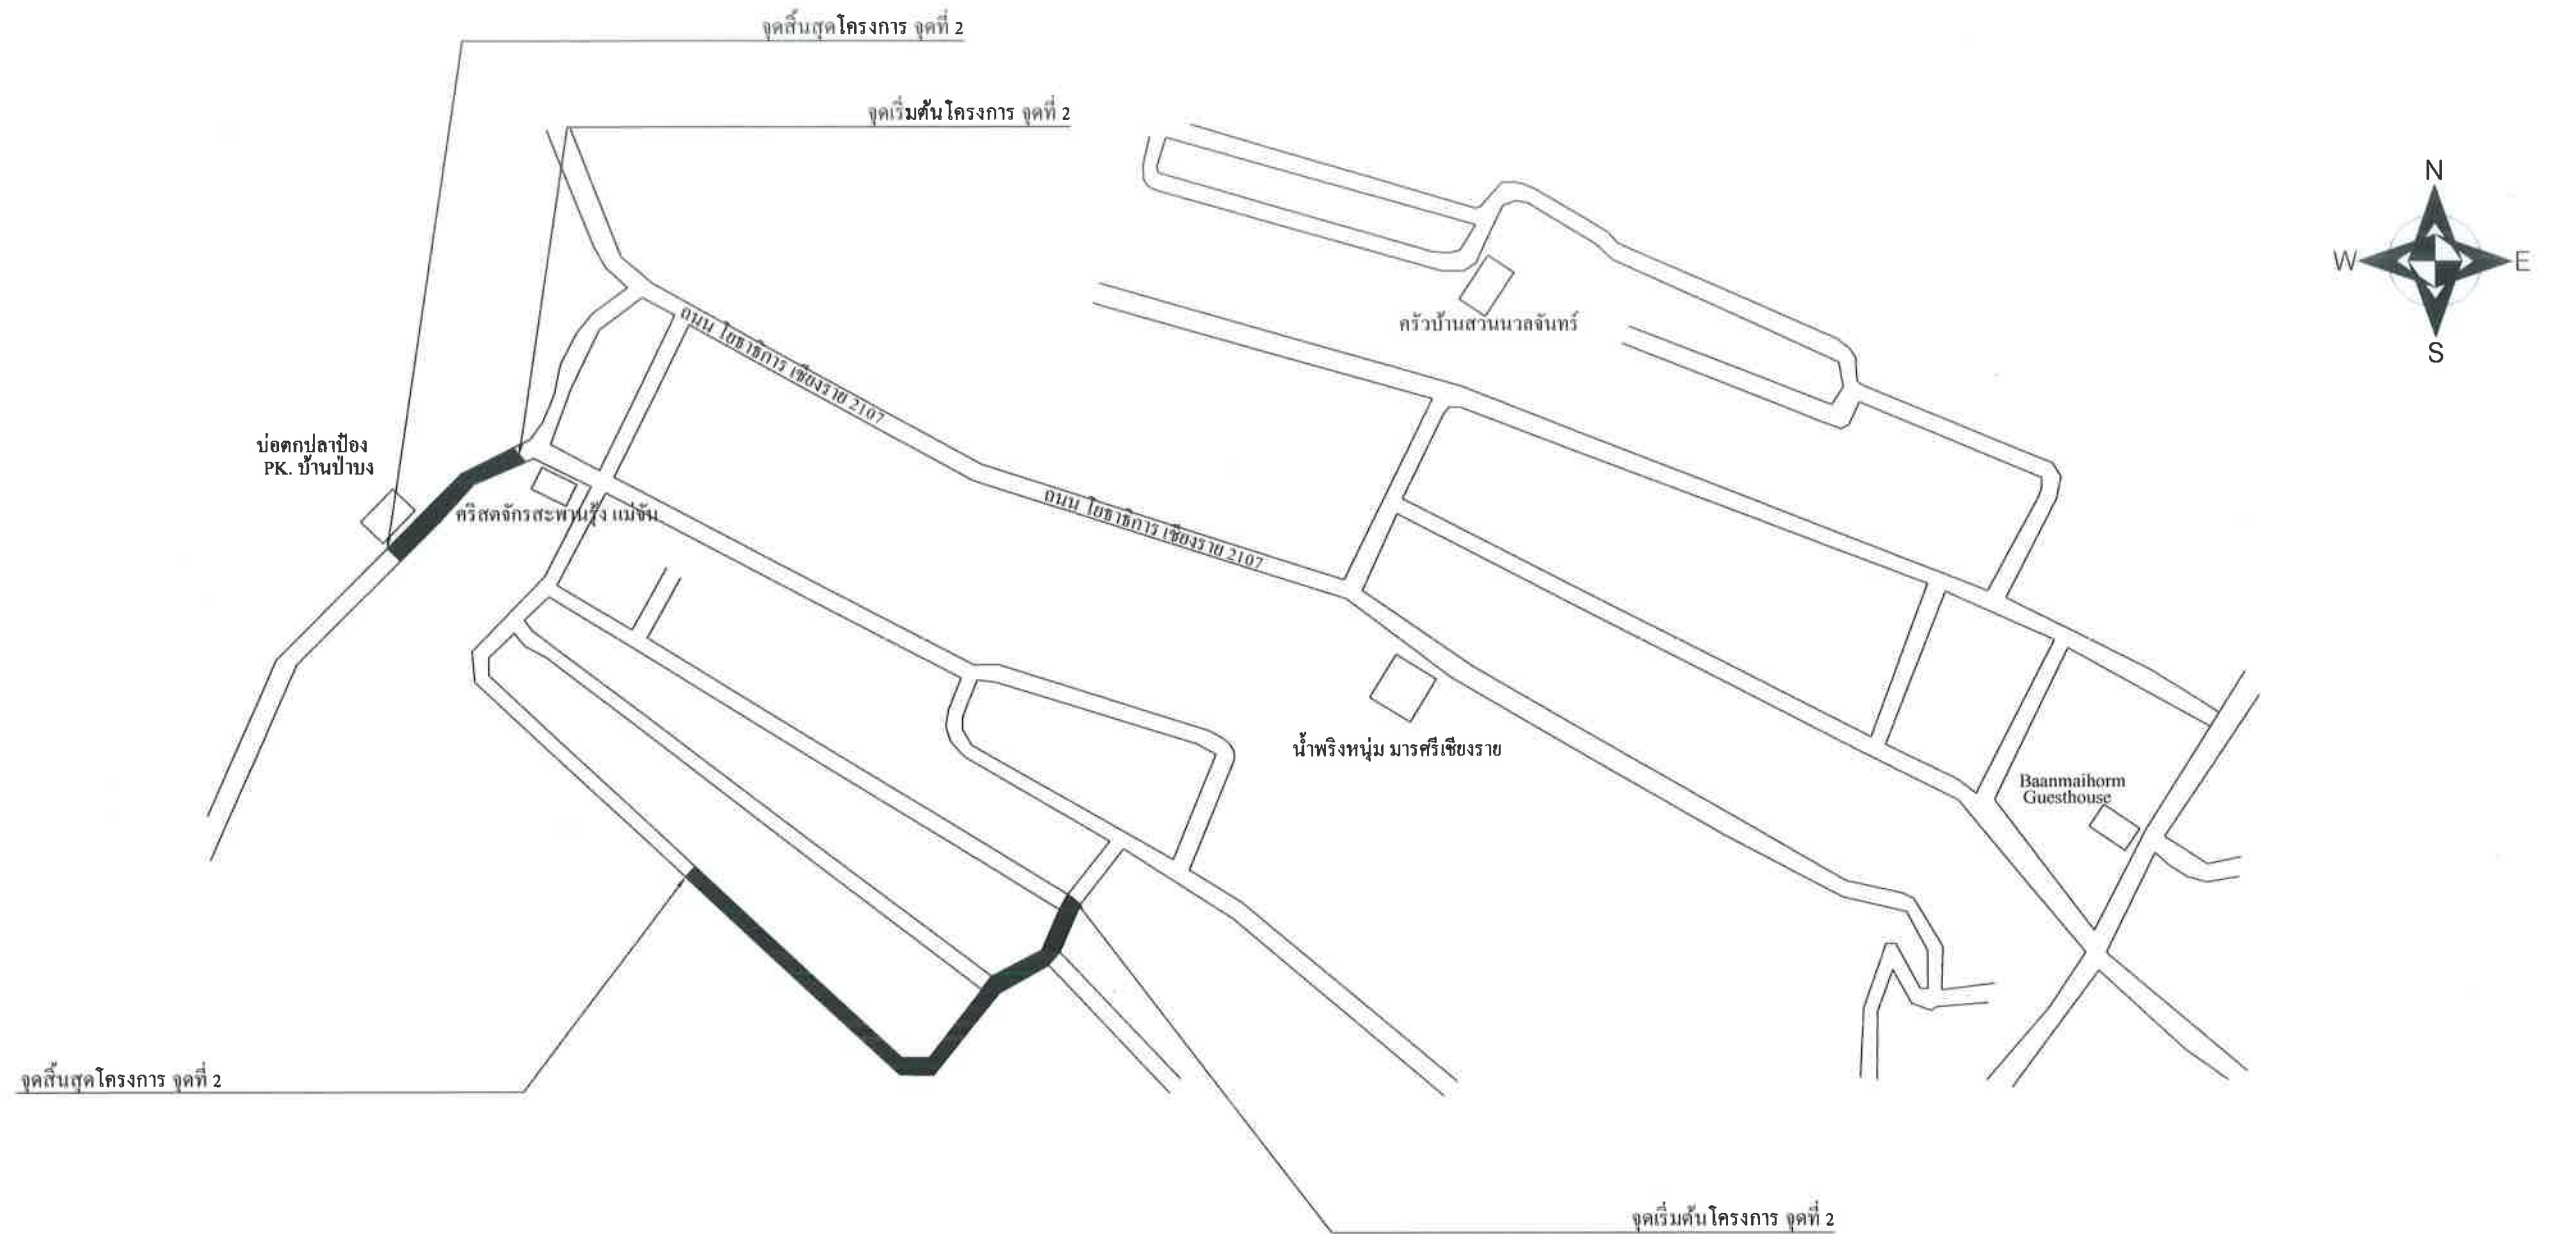 จุดสิ้นสุดโครงการ จุดที่ 2
จุดเริ่มต้นโครงการ จุดที่ 2
N
W
E
S
ครัวบ้านสวนนวลจันทร์
ถนน โยธาธิการ เชียงราย 2107
บ่อตกปลาป๋อง
PK. บ้านป่าบง
คริสตจักรสะพานรุ้ง แม่จัน
ถนน โยธาธิการ เชียงราย 2107
น้ำพริงหนุ่ม มารศรีเชียงราย
Baanmaihorm
Guesthouse
จุดสิ้นสุดโครงการ จุดที่ 2
จุดเริ่มต้นโครงการ จุดที่ 2